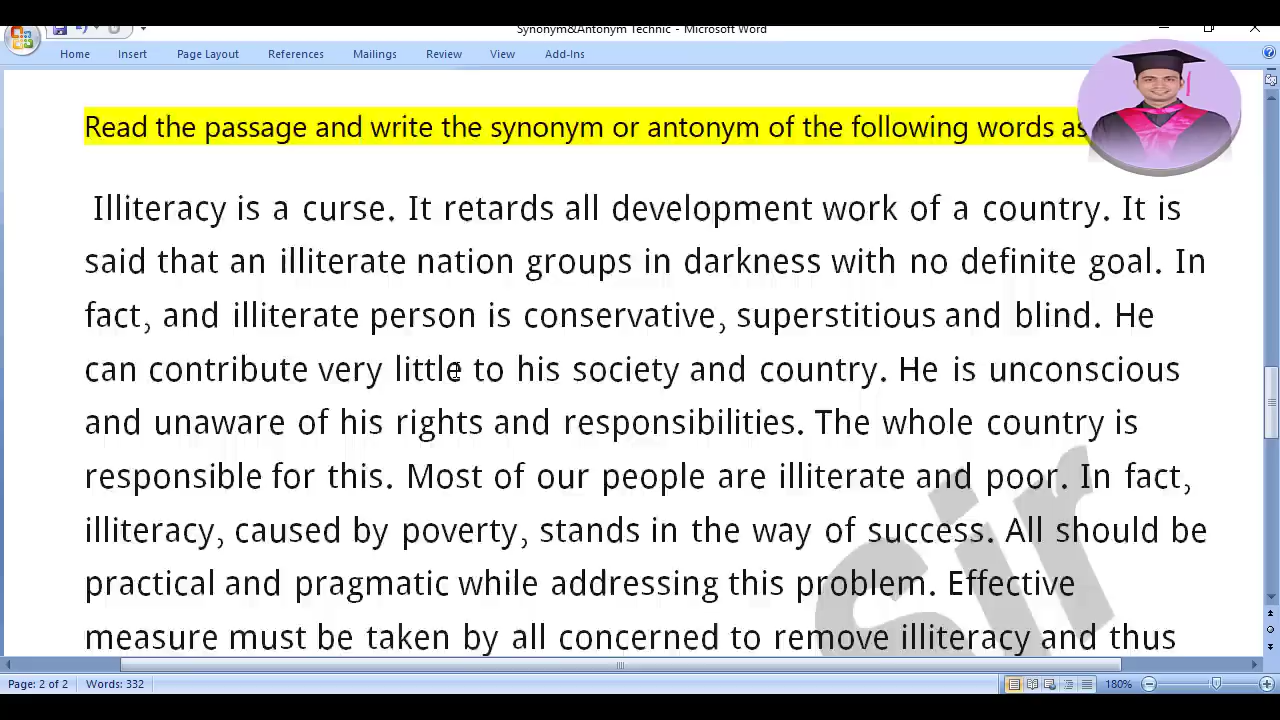 Synonym&Antonym Technic - Microsoft Word
Home Insert Page Layout References Mailings Review View Add-Ins
Read the passage and write the synonym or antonym of the following words as
Illiteracy is a curse. It retards all development work of a country. It is
said that an illiterate nation groups in darkness with no definite goal. In
fact, and illiterate person is conservative, superstitious and blind. He
can contribute very little to his society and country. He is unconscious
and unaware of his rights and responsibilities. The whole country is
responsible for this. Most of our people are illiterate and poor. In fact,
illiteracy, caused by poverty, stands in the way of success. All should be
practical and pragmatic while addressing this problem. Effective
measure must be taken by all concerned to remove illiteracy and thus
Sir
Page: 2 of 2 Words: 332 180%